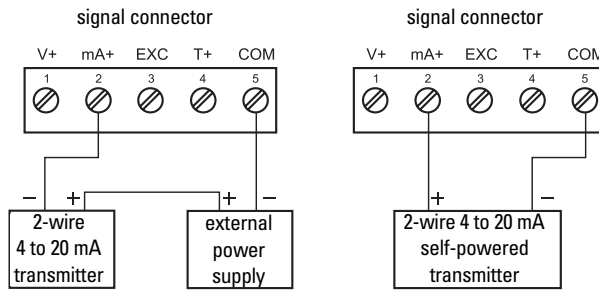 signal connector
V+ mA+ EXC T+ COM
1 2 3 4 5
− + + −
2-wire
4 to 20 mA
transmitter
external
power
supply
signal connector
V+ mA+ EXC T+ COM
1 2 3 4 5
+ −
2-wire 4 to 20 mA
self-powered
transmitter